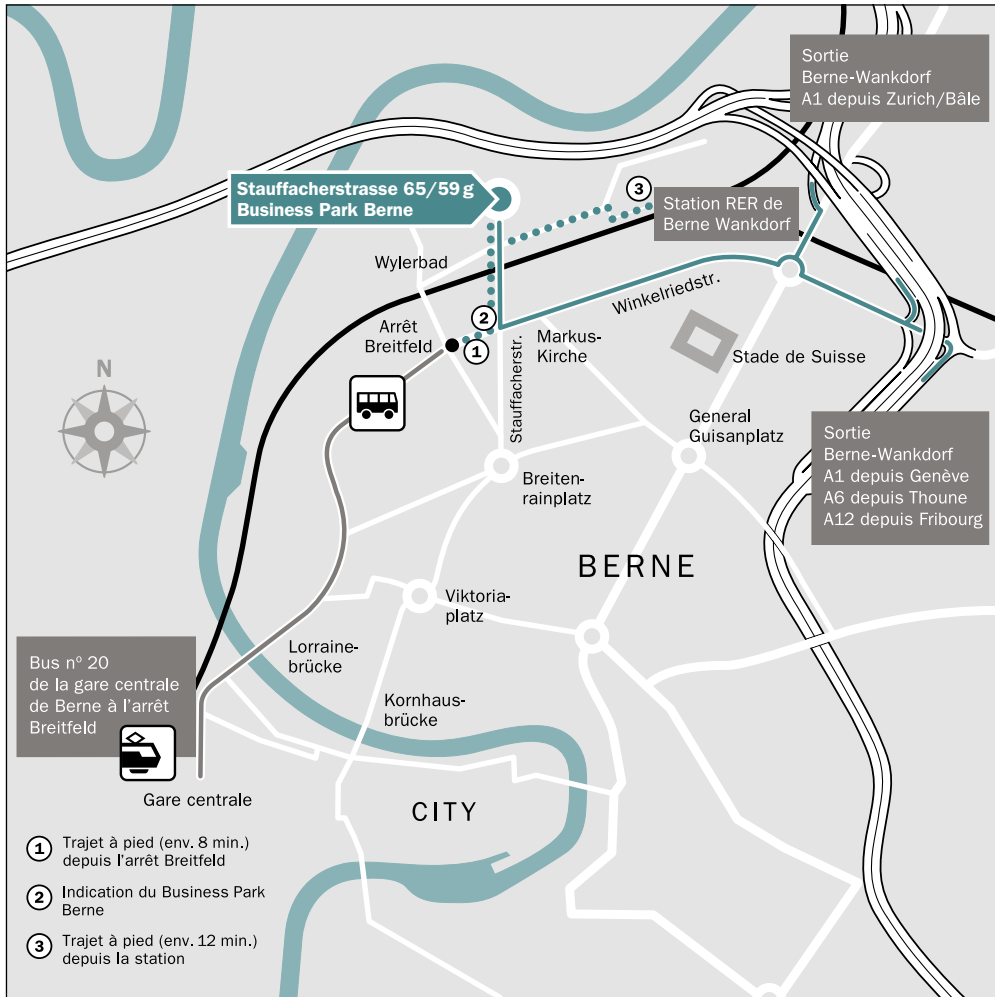 Sortie
Berne-Wankdorf
A1 depuis Zurich/Bâle
Stauffacherstrasse 65/59 g
Business Park Berne
3
Station RER de
Berne Wankdorf
Wylerbad
Winkelriedstr.
2
Arrêt
Breitfeld
1
Markus-
Kirche
Stade de Suisse
N
Stauffacherstr.
General
Guisanplatz
Sortie
Berne-Wankdorf
A1 depuis Genève
A6 depuis Thoune
A12 depuis Fribourg
Breiten-
rainplatz
BERNE
Viktoria-
platz
Lorraine-
brücke
Bus nº 20
de la gare centrale
de Berne à l'arrêt
Breitfeld
Kornhaus-
brücke
Gare centrale
CITY
1 Trajet à pied (env. 8 min.)
depuis l'arrêt Breitfeld
2 Indication du Business Park
Berne
3 Trajet à pied (env. 12 min.)
depuis la station